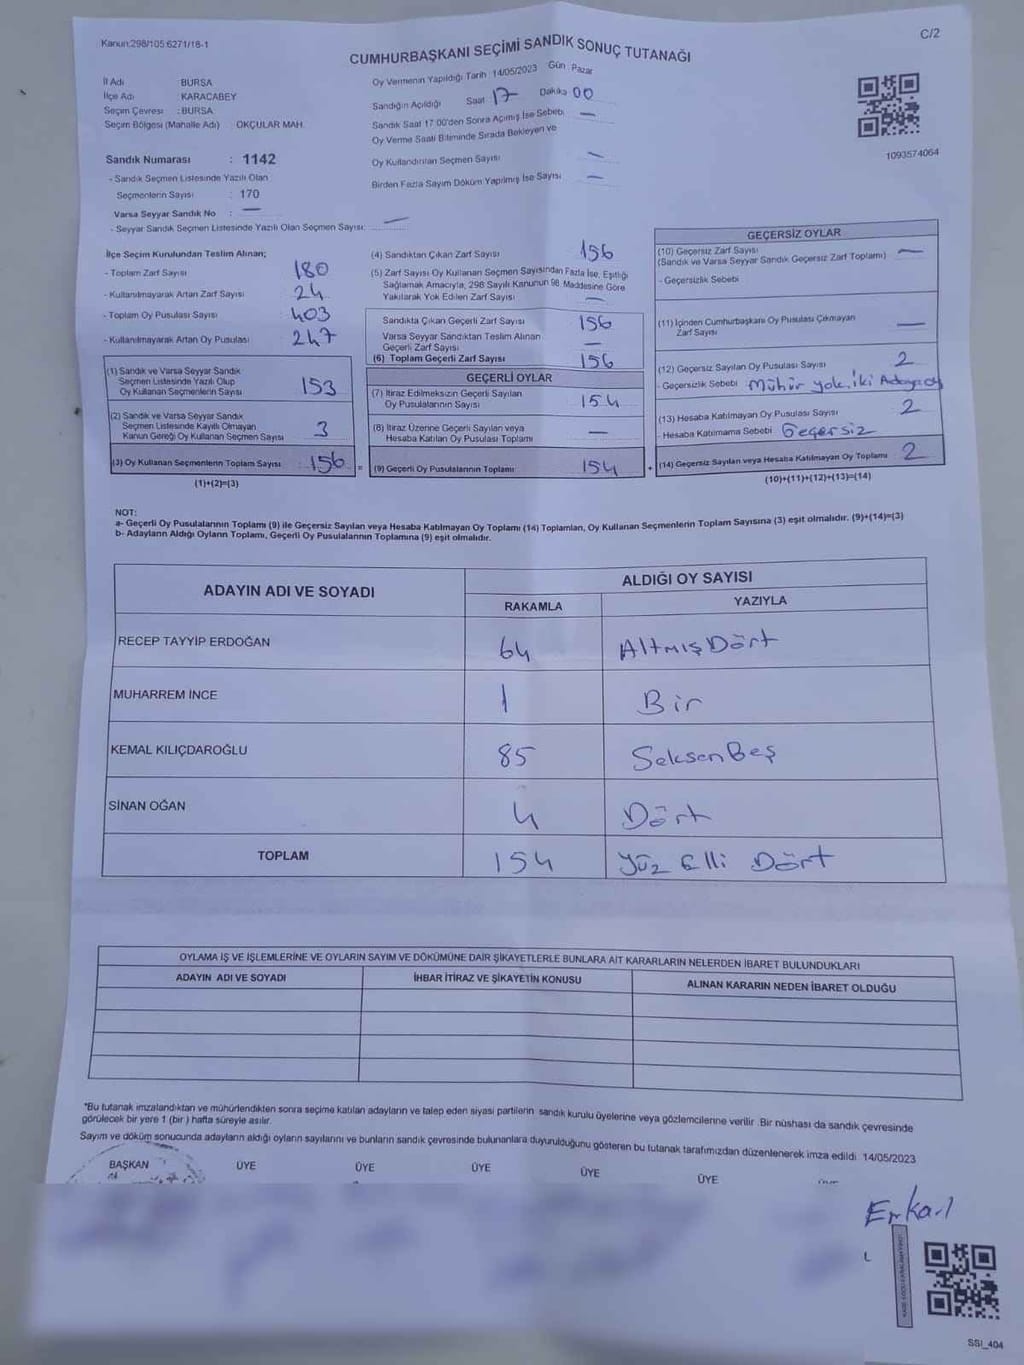 Kanun:298/105 6271/18-1
C/2
CUMHURBAŞKANI SEÇİMİ SANDIK SONUÇ TUTANAĞI
İl Adı : BURSA
İlçe Adı : KARACABEY
Seçim Çevresi : BURSA
Seçim Bölgesi (Mahalle Adı) : OKÇULAR MAH.
Sandık Numarası : 1142
- Sandık Seçmen Listesinde Yazılı Olan
Seçmenlerin Sayısı : 170
Varsa Seyyar Sandık No : —
- Seyyar Sandık Seçmen Listesinde Yazılı Olan Seçmen Sayısı: —
Oy Vermenin Yapıldığı Tarih :14/05/2023 Gün : Pazar
Sandığın Açıldığı Saat 17 Dakika 00
Sandık Saat 17:00'den Sonra Açımış İse Sebebi —
Oy Verme Saati Bitiminde Sırada Bekleyen ve
Oy Kullandırılan Seçmen Sayısı —
Birden Fazla Sayım Döküm Yapılmış İse Sayısı —
1093574064
İlçe Seçim Kurulundan Teslim Alınan;
- Toplam Zarf Sayısı 180
- Kullanılmayarak Artan Zarf Sayısı 24
- Toplam Oy Pusulası Sayısı 403
- Kullanılmayarak Artan Oy Pusulası 247
(1) Sandık ve Varsa Seyyar Sandık
Seçmen Listesinde Yazılı Olup
Oy Kullanan Seçmenlerin Sayısı 153
(2) Sandık ve Varsa Seyyar Sandık
Seçmen Listesinde Kayıtlı Olmayan
Kanun Gereği Oy Kullanan Seçmen Sayısı 3
(3) Oy Kullanan Seçmenlerin Toplam Sayısı : 156
(1)+(2)=(3)
(4) Sandıktan Çıkan Zarf Sayısı 156
(5) Zarf Sayısı Oy Kullanan Seçmen Sayısından Fazla İse, Eşitliği
Sağlamak Amacıyla, 298 Sayılı Kanunun 98. Maddesine Göre
Yakılarak Yok Edilen Zarf Sayısı —
Sandıkta Çıkan Geçerli Zarf Sayısı 156
Varsa Seyyar Sandıktan Teslim Alınan
Geçerli Zarf Sayısı —
(6) Toplam Geçerli Zarf Sayısı 156
GEÇERLİ OYLAR
(7) İtiraz Edilmeksizin Geçerli Sayılan
Oy Pusulalarının Sayısı 154
(8) İtiraz Üzerine Geçerli Sayılan veya
Hesaba Katılan Oy Pusulası Toplamı —
= (9) Geçerli Oy Pusulalarının Toplamı 154
GEÇERSİZ OYLAR
(10) Geçersiz Zarf Sayısı
(Sandık ve Varsa Seyyar Sandık Geçersiz Zarf Toplamı) —
- Geçersizlik Sebebi
(11) İçinden Cumhurbaşkanı Oy Pusulası Çıkmayan
Zarf Sayısı —
(12) Geçersiz Sayılan Oy Pusulası Sayısı 2
- Geçersizlik Sebebi Mühür yok, iki Adaya oy
(13) Hesaba Katılmayan Oy Pusulası Sayısı 2
- Hesaba Katılmama Sebebi Geçersiz
+ (14) Geçersiz Sayılan veya Hesaba Katılmayan Oy Toplamı 2
(10)+(11)+(12)+(13)=(14)
NOT:
a- Geçerli Oy Pusulalarının Toplamı (9) ile Geçersiz Sayılan veya Hesaba Katılmayan Oy Toplamı (14) Toplamları, Oy Kullanan Seçmenlerin Toplam Sayısına (3) eşit olmalıdır. (9)+(14)=(3)
b- Adayların Aldığı Oyların Toplamı, Geçerli Oy Pusulalarının Toplamına (9) eşit olmalıdır.
ADAYIN ADI VE SOYADI
ALDIĞI OY SAYISI
RAKAMLA YAZIYLA
RECEP TAYYİP ERDOĞAN 64 Altmış Dört
MUHARREM İNCE 1 Bir
KEMAL KILIÇDAROĞLU 85 Seksen Beş
SİNAN OĞAN 4 Dört
TOPLAM 154 Yüz Elli Dört
OYLAMA İŞ VE İŞLEMLERİNE VE OYLARIN SAYIM VE DÖKÜMÜNE DAİR ŞİKAYETLERLE BUNLARA AİT KARARLARIN NELERDEN İBARET BULUNDUKLARI
ADAYIN ADI VE SOYADI İHBAR İTİRAZ VE ŞİKAYETİN KONUSU ALINAN KARARIN NEDEN İBARET OLDUĞU
*Bu tutanak imzalandıktan ve mühürlendikten sonra seçime katılan adayların ve talep eden siyasi partilerin sandık kurulu üyelerine veya gözlemcilerine verilir. Bir nüshası da sandık çevresinde
görülecek bir yere 1 (bir) hafta süreyle asılır.
Sayım ve döküm sonucunda adayların aldığı oyların sayılarını ve bunların sandık çevresinde bulunanlara duyurulduğunu gösteren bu tutanak tarafımızdan düzenlenerek imza edildi. 14/05/2023
BAŞKAN ÜYE ÜYE ÜYE ÜYE ÜYE
SSI_404